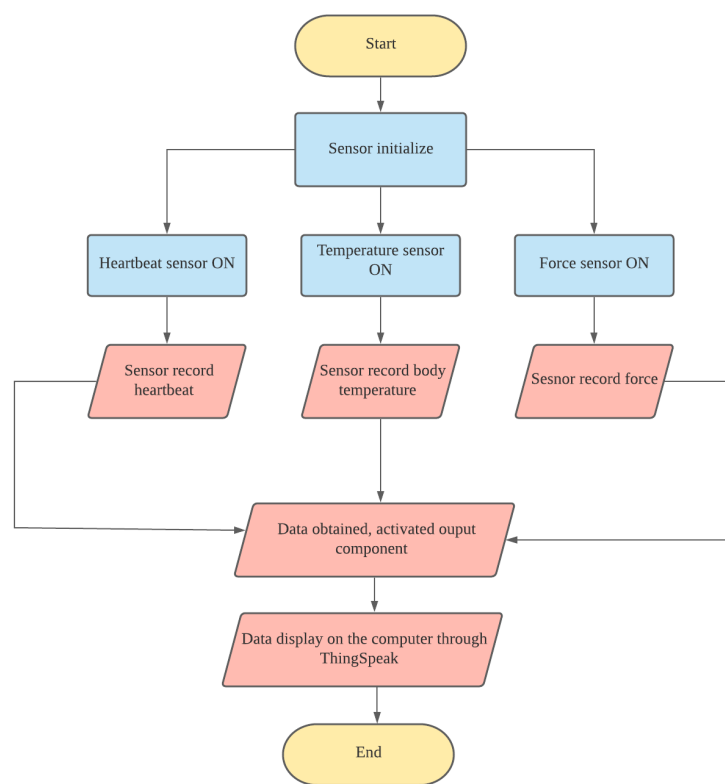 Start
Sensor initialize
Heartbeat sensor ON
Temperature sensor
ON
Force sensor ON
Sensor record
heartbeat
Sensor record body
temperature
Sesnor record force
Data obtained, activated ouput
component
Data display on the computer through
ThingSpeak
End